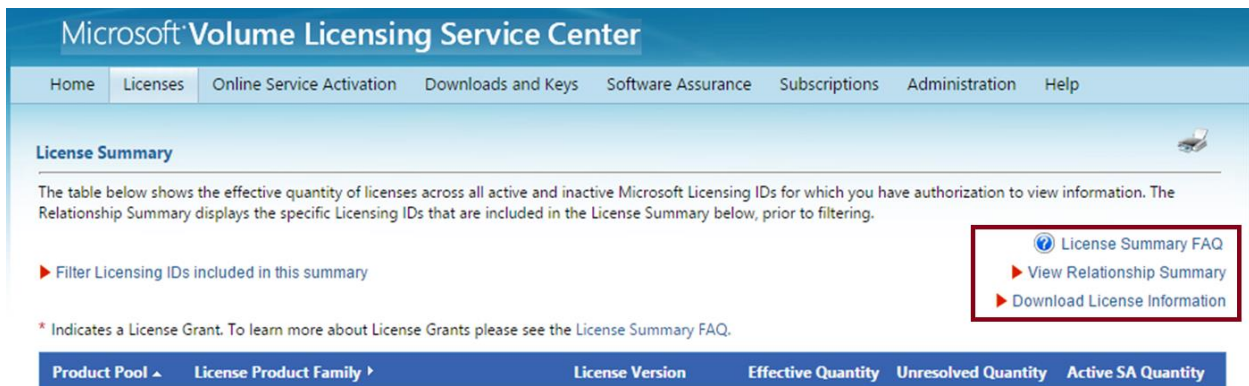 Microsoft Volume Licensing Service Center
Home Licenses Online Service Activation Downloads and Keys Software Assurance Subscriptions Administration Help
License Summary
The table below shows the effective quantity of licenses across all active and inactive Microsoft Licensing IDs for which you have authorization to view information. The
Relationship Summary displays the specific Licensing IDs that are included in the License Summary below, prior to filtering.
License Summary FAQ
Filter Licensing IDs included in this summary
View Relationship Summary
Download License Information
* Indicates a License Grant. To learn more about License Grants please see the License Summary FAQ.
Product Pool License Product Family License Version Effective Quantity Unresolved Quantity Active SA Quantity